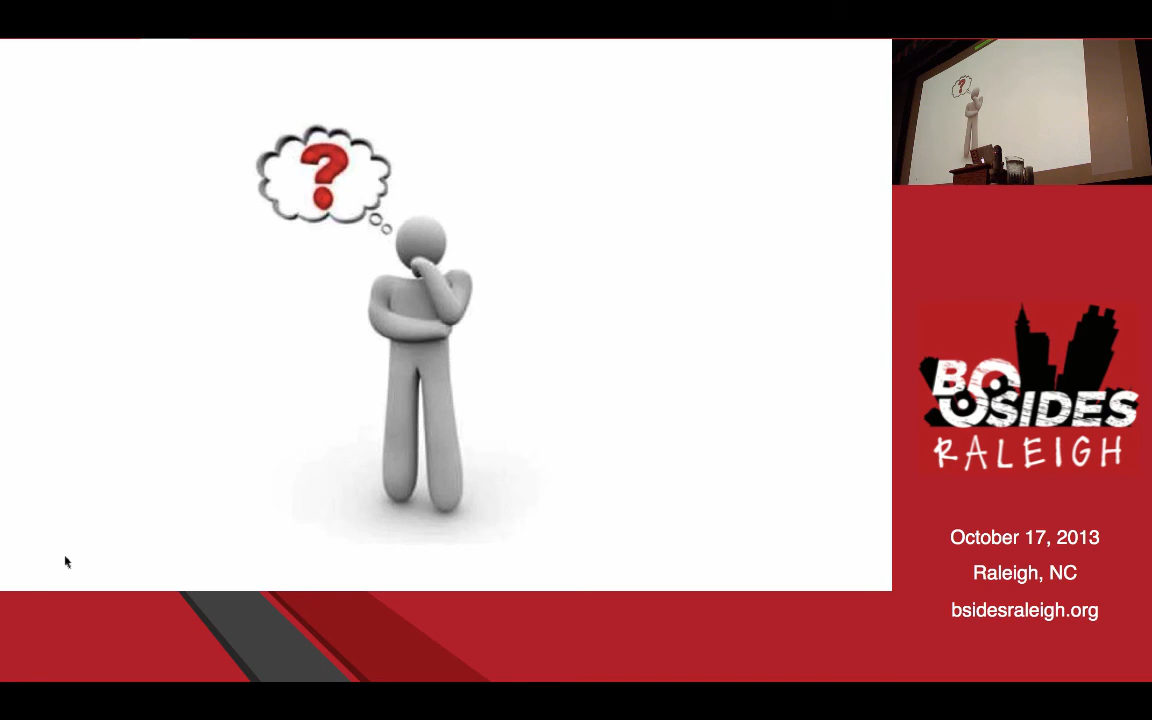 ?
BSIDES
RALEIGH
October 17, 2013
Raleigh, NC
bsidesraleigh.org